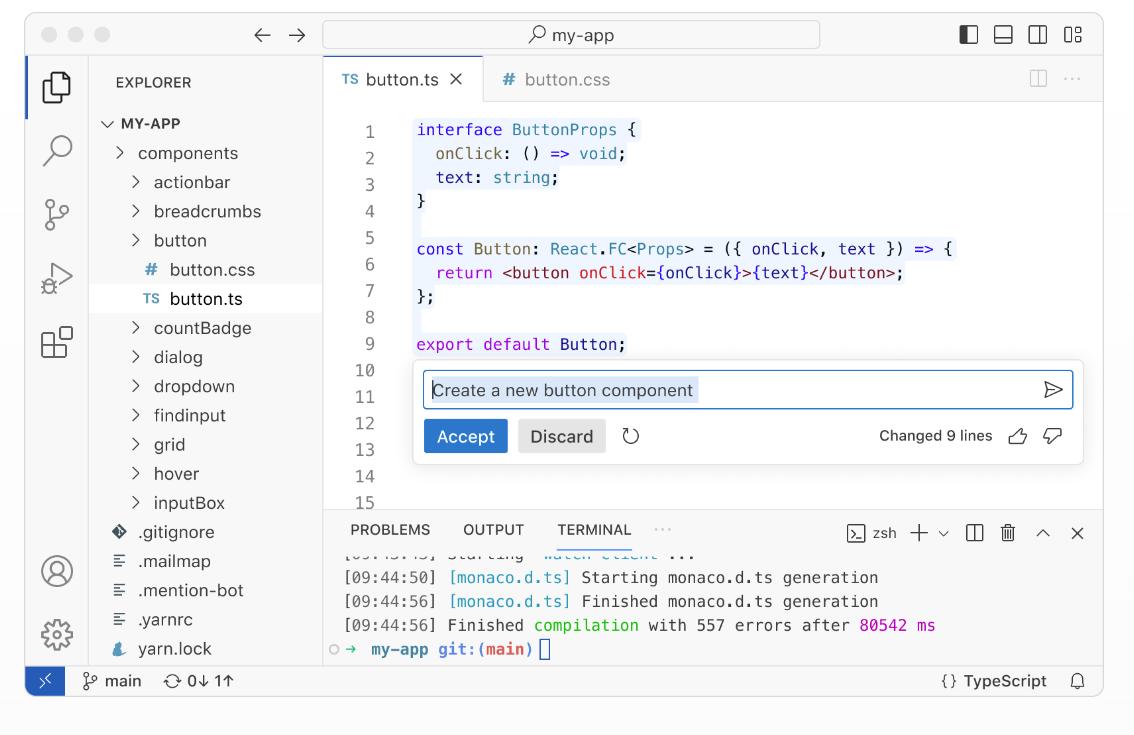 my-app
EXPLORER
MY-APP
components
actionbar
breadcrumbs
button
# button.css
TS button.ts
countBadge
dialog
dropdown
findinput
grid
hover
inputBox
.gitignore
.mailmap
.mention-bot
.yarnrc
yarn.lock
TS button.ts
# button.css
1 interface ButtonProps {
2 onClick: () => void;
3 text: string;
4 }
5
6 const Button: React.FC<Props> = ({ onClick, text }) => {
7 return <button onClick={onClick}>{text}</button>;
8 };
9 export default Button;
10
11
12
13
14
15
Create a new button component
Accept Discard Changed 9 lines
PROBLEMS OUTPUT TERMINAL ··· zsh
Starting 'watch-client' ...
[09:44:50] [monaco.d.ts] Starting monaco.d.ts generation
[09:44:56] [monaco.d.ts] Finished monaco.d.ts generation
[09:44:56] Finished compilation with 557 errors after 80542 ms
→ my-app git:(main)
main 0↓ 1↑ {} TypeScript